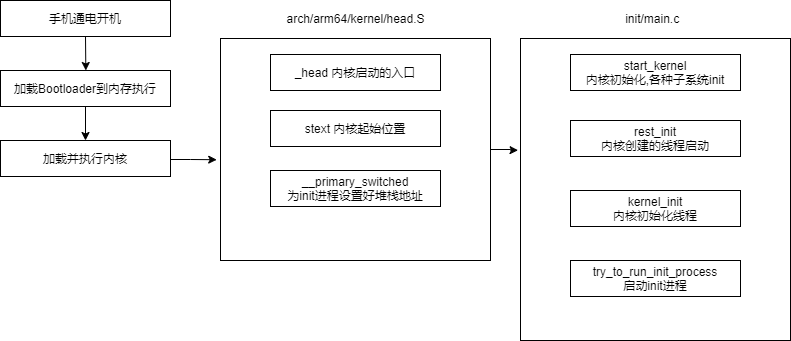 手机通电开机
加载Bootloader到内存执行
加载并执行内核
arch/arm64/kernel/head.S
_head 内核启动的入口
stext 内核起始位置
__primary_switched
为init进程设置好堆栈地址
init/main.c
start_kernel
内核初始化,各种子系统init
rest_init
内核创建的线程启动
kernel_init
内核初始化线程
try_to_run_init_process
启动init进程